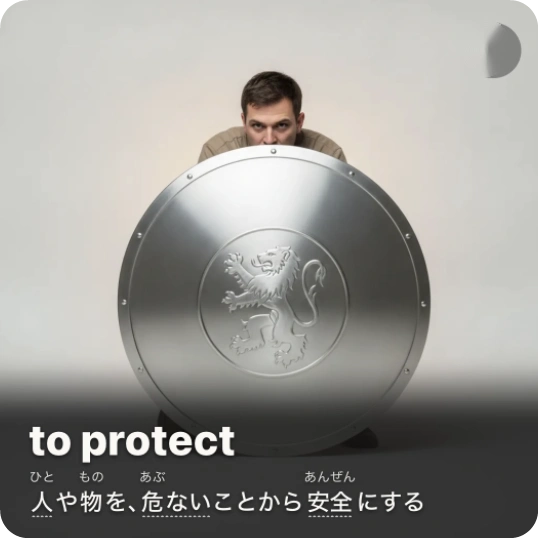 to protect
ひと もの あぶ あんぜん
人や物を、危ないことから安全にする